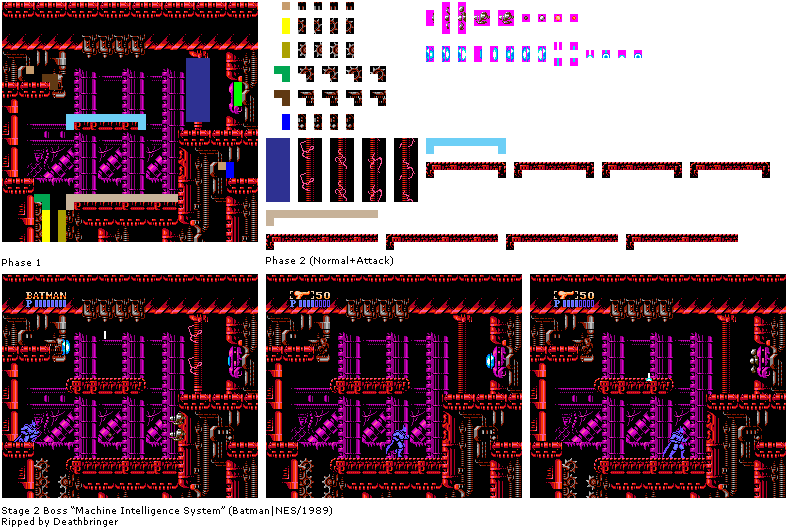 Phase 1
Phase 2 (Normal+Attack)
BATMAN
P
50
P
50
P
Stage 2 Boss "Machine Intelligence System" (Batman|NES/1989)
Ripped by Deathbringer